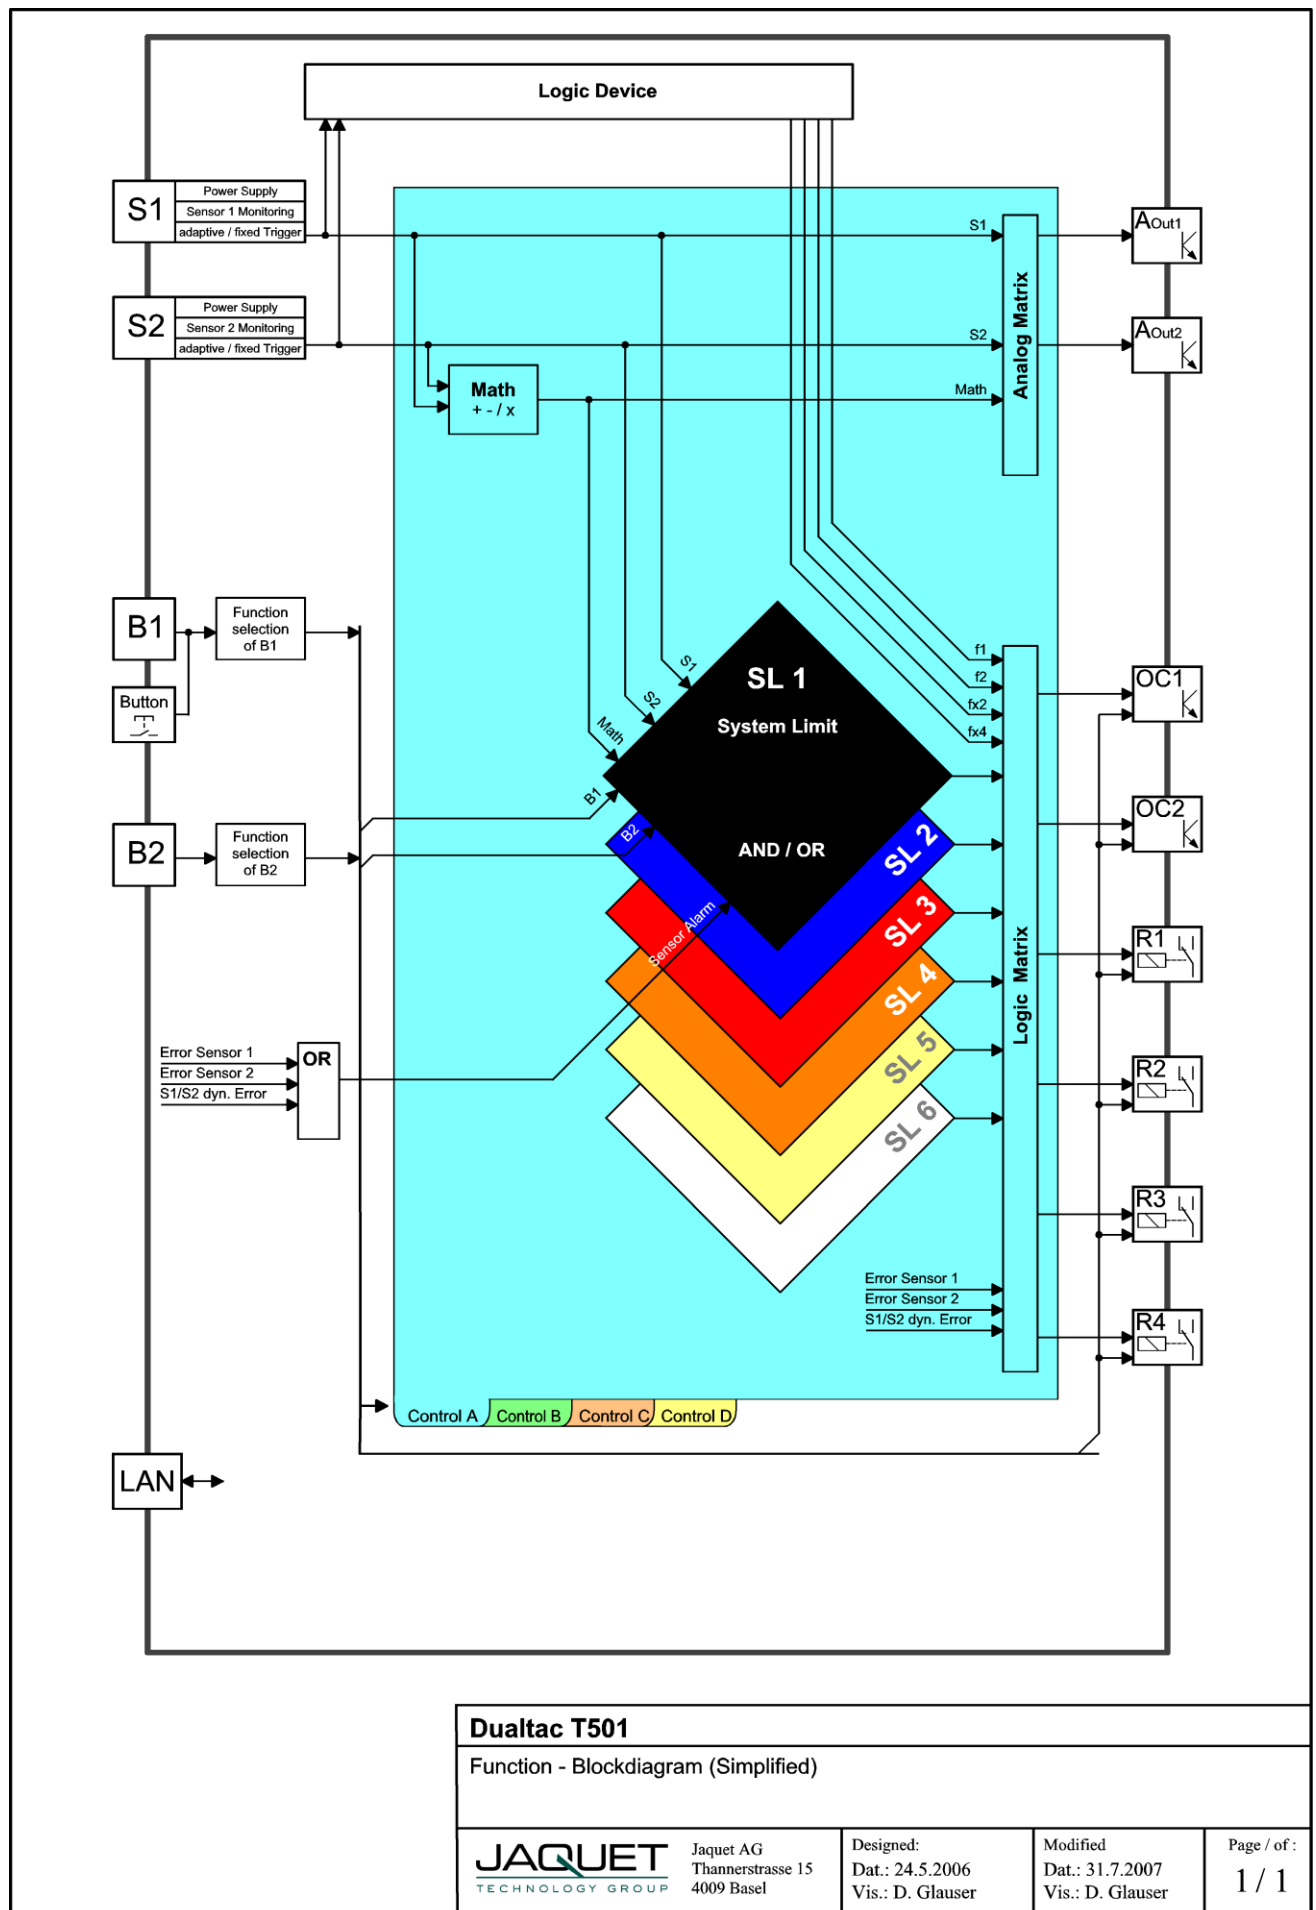 Logic Device
S1
Power Supply
Sensor 1 Monitoring
adaptive / fixed Trigger
S2
Power Supply
Sensor 2 Monitoring
adaptive / fixed Trigger
S1
S2
Math
Analog Matrix
AOut1
AOut2
Math
+ - / x
B1
Function
selection
of B1
Button
B2
Function
selection
of B2
f1
f2
fx2
fx4
S1
S2
Math
B1
B2
Sensor Alarm
SL 1
System Limit
AND / OR
SL 2
SL 3
SL 4
SL 5
SL 6
Logic Matrix
OC1
OC2
R1
R2
R3
R4
Error Sensor 1
Error Sensor 2
S1/S2 dyn. Error
OR
Error Sensor 1
Error Sensor 2
S1/S2 dyn. Error
Control A
Control B
Control C
Control D
LAN
Dualtac T501
Function - Blockdiagram (Simplified)
JAQUET
TECHNOLOGY GROUP
Jaquet AG
Thannerstrasse 15
4009 Basel
Designed:
Dat.: 24.5.2006
Vis.: D. Glauser
Modified
Dat.: 31.7.2007
Vis.: D. Glauser
Page / of :
1 / 1